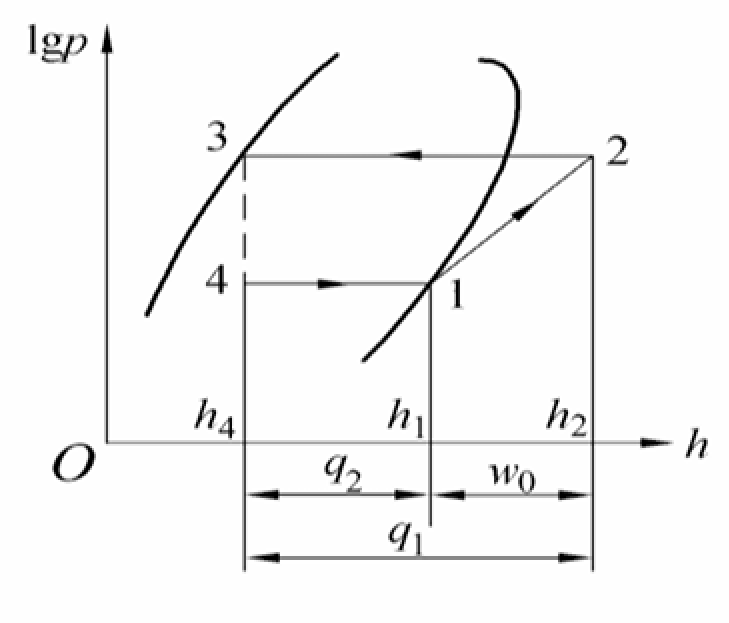 lgp
3
2
4
1
h₄ h₁ h₂
O h
q₂ w₀
q₁